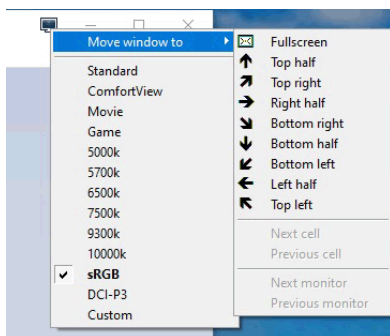 Move window to
Standard
ComfortView
Movie
Game
5000k
5700k
6500k
7500k
9300k
10000k
sRGB
DCI-P3
Custom
Fullscreen
Top half
Top right
Right half
Bottom right
Bottom half
Bottom left
Left half
Top left
Next cell
Previous cell
Next monitor
Previous monitor